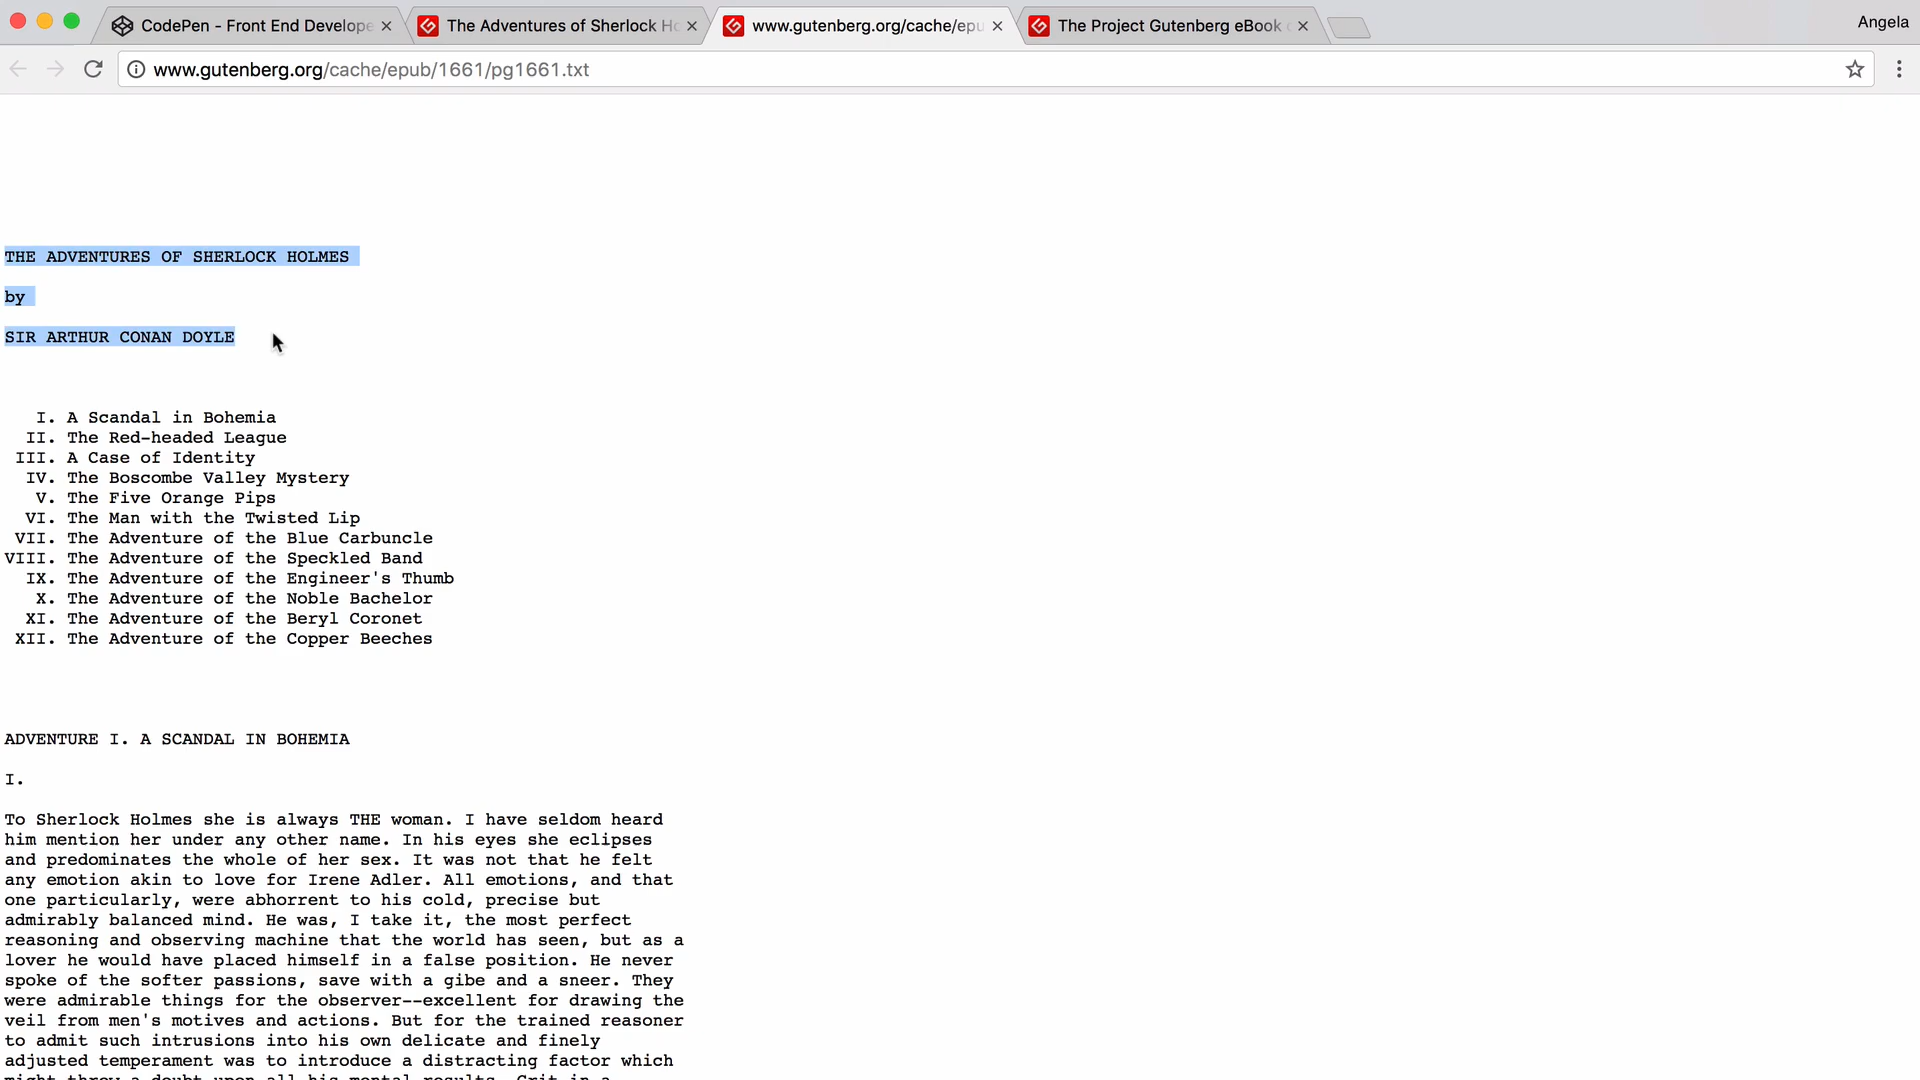 CodePen - Front End Develope
The Adventures of Sherlock Ho
www.gutenberg.org/cache/epu
The Project Gutenberg eBook o
Angela
www.gutenberg.org/cache/epub/1661/pg1661.txt
THE ADVENTURES OF SHERLOCK HOLMES
by
SIR ARTHUR CONAN DOYLE
I. A Scandal in Bohemia
II. The Red-headed League
III. A Case of Identity
IV. The Boscombe Valley Mystery
V. The Five Orange Pips
VI. The Man with the Twisted Lip
VII. The Adventure of the Blue Carbuncle
VIII. The Adventure of the Speckled Band
IX. The Adventure of the Engineer's Thumb
X. The Adventure of the Noble Bachelor
XI. The Adventure of the Beryl Coronet
XII. The Adventure of the Copper Beeches
ADVENTURE I. A SCANDAL IN BOHEMIA
I.
To Sherlock Holmes she is always THE woman. I have seldom heard
him mention her under any other name. In his eyes she eclipses
and predominates the whole of her sex. It was not that he felt
any emotion akin to love for Irene Adler. All emotions, and that
one particularly, were abhorrent to his cold, precise but
admirably balanced mind. He was, I take it, the most perfect
reasoning and observing machine that the world has seen, but as a
lover he would have placed himself in a false position. He never
spoke of the softer passions, save with a gibe and a sneer. They
were admirable things for the observer--excellent for drawing the
veil from men's motives and actions. But for the trained reasoner
to admit such intrusions into his own delicate and finely
adjusted temperament was to introduce a distracting factor which
might throw a doubt upon all his mental results. Grit in a